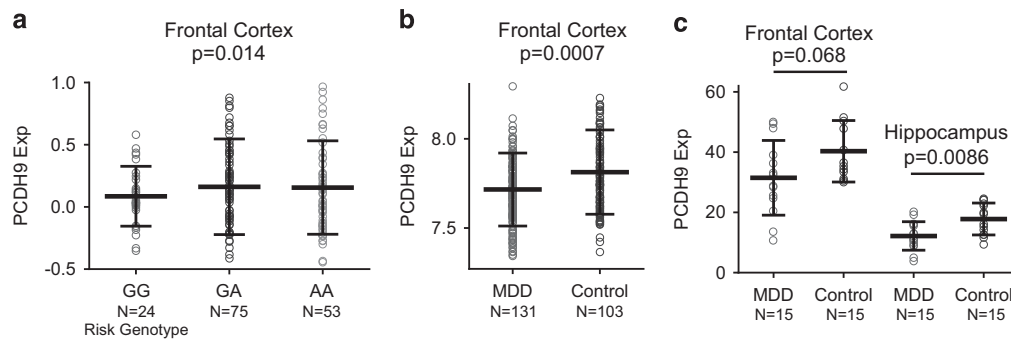 a
Frontal Cortex
p=0.014
PCDH9 Exp
1.0
0.5
0.0
-0.5
GG
GA
AA
N=24
N=75
N=53
Risk Genotype
b
Frontal Cortex
p=0.0007
PCDH9 Exp
8.0
7.5
MDD
Control
N=131
N=103
c
Frontal Cortex
p=0.068
Hippocampus
p=0.0086
PCDH9 Exp
60
40
20
0
MDD
Control
MDD
Control
N=15
N=15
N=15
N=15